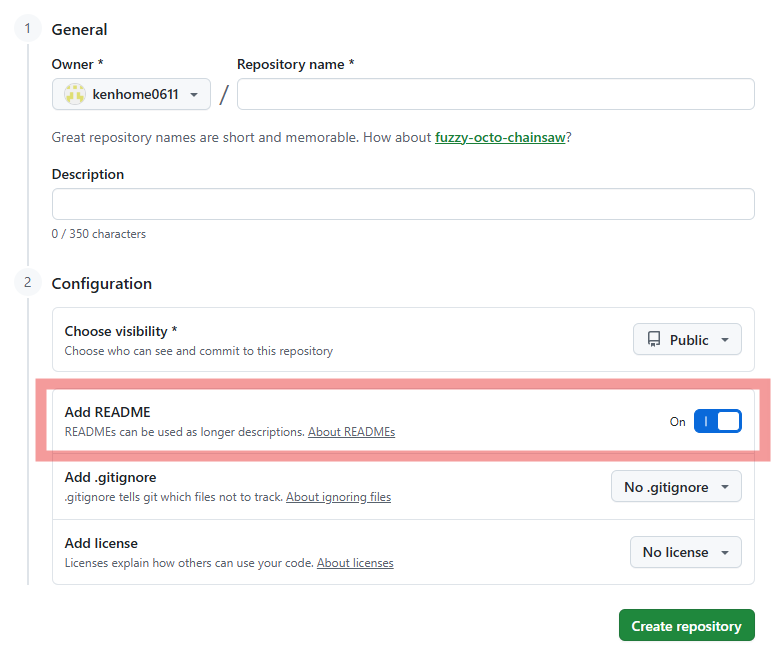 1 General
Owner * Repository name *
kenhome0611 /
Great repository names are short and memorable. How about fuzzy-octo-chainsaw?
Description
0 / 350 characters
2 Configuration
Choose visibility *
Choose who can see and commit to this repository
Public
Add README
READMEs can be used as longer descriptions. About READMEs
On
Add .gitignore
.gitignore tells git which files not to track. About ignoring files
No .gitignore
Add license
Licenses explain how others can use your code. About licenses
No license
Create repository